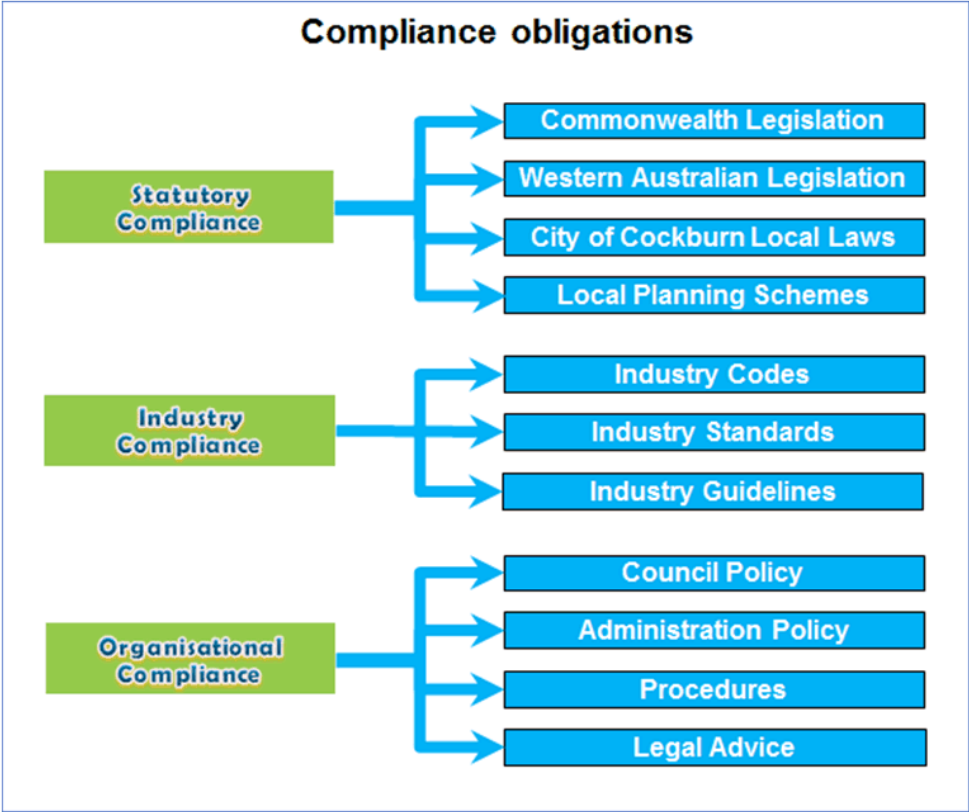 Compliance obligations
Statutory
Compliance
Commonwealth Legislation
Western Australian Legislation
City of Cockburn Local Laws
Local Planning Schemes
Industry
Compliance
Industry Codes
Industry Standards
Industry Guidelines
Organisational
Compliance
Council Policy
Administration Policy
Procedures
Legal Advice